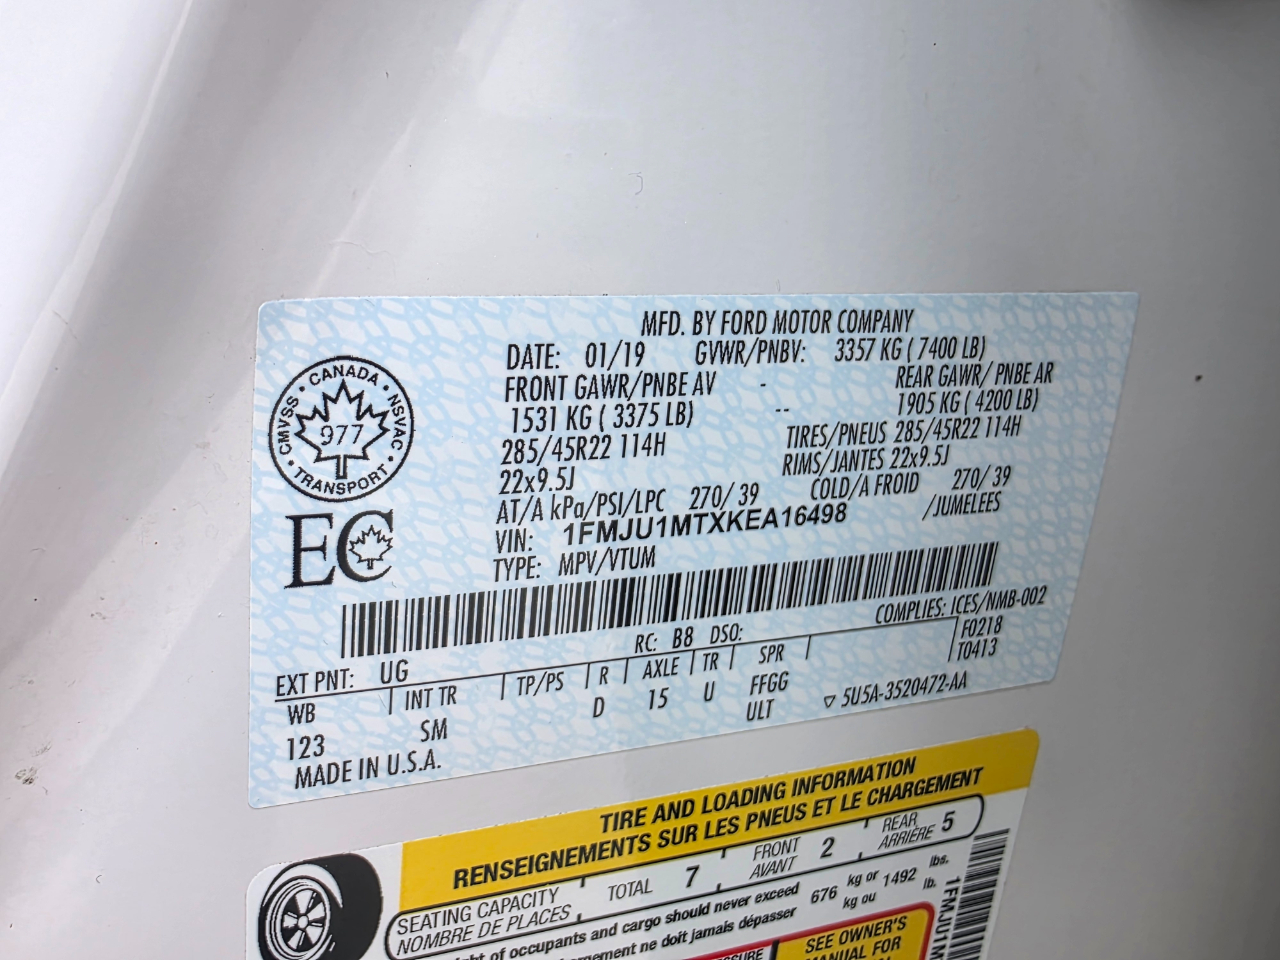 MFD. BY FORD MOTOR COMPANY
DATE: 01/19 GVWR/PNBV: 3357 KG ( 7400 LB)
FRONT GAWR/PNBE AV - REAR GAWR/ PNBE AR
1531 KG ( 3375 LB) -- 1905 KG ( 4200 LB)
285/45R22 114H TIRES/PNEUS 285/45R22 114H
22x9.5J RIMS/JANTES 22x9.5J
AT/A kPa/PSI/LPC 270/ 39 COLD/A FROID 270/ 39
VIN: 1FMJU1MTXKEA16498 /JUMELEES
TYPE: MPV/VTUM
CANADA
CMVSS • NSVAC
977
TRANSPORT
EC
COMPLIES: ICES/NMB-002
EXT PNT: UG RC: B8 DSO: F0218
WB INT TR TP/PS R AXLE TR SPR T0413
123 SM D 15 U FFGG
ULT
5U5A-3520472-AA
MADE IN U.S.A.
TIRE AND LOADING INFORMATION
RENSEIGNEMENTS SUR LES PNEUS ET LE CHARGEMENT
SEATING CAPACITY TOTAL 7 FRONT 2 REAR 5
NOMBRE DE PLACES AVANT ARRIÈRE
of occupants and cargo should never exceed 676 kg or 1492 lbs.
ne doit jamais dépasser kg ou lb.
SEE OWNER'S
MANUAL FOR
1FMJU1M